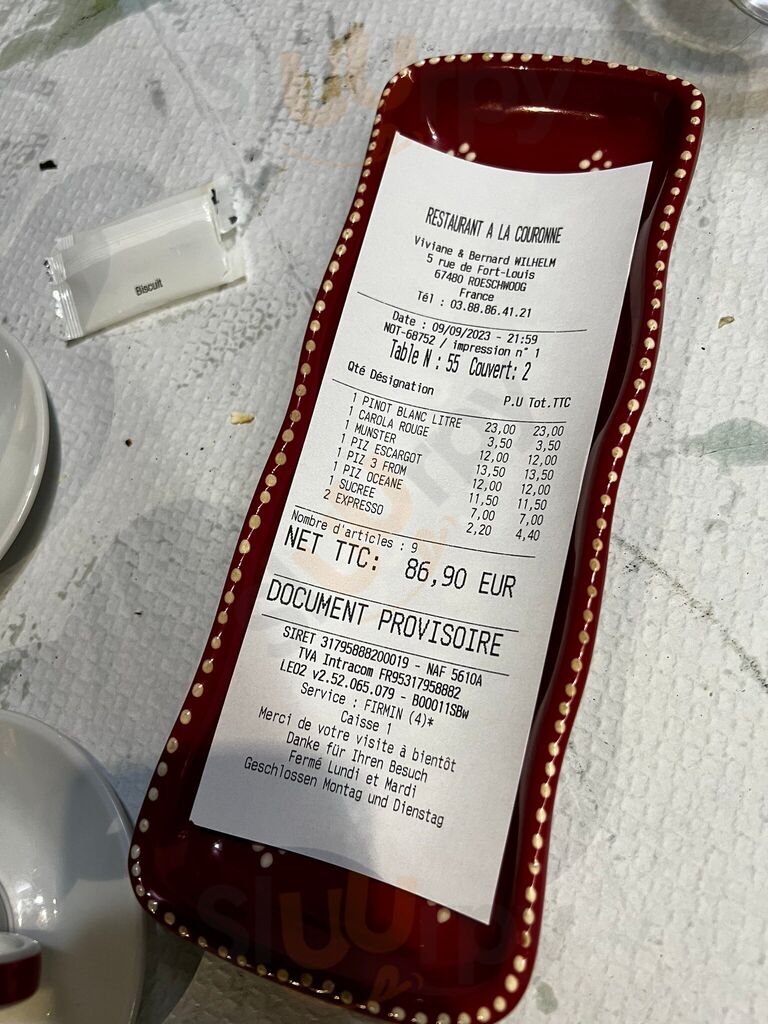 Biscuit
RESTAURANT A LA COURONNE
Viviane & Bernard WILHELM
5 rue de Fort-Louis
67480 ROESCHWOOG
France
Tél : 03.88.86.41.21
Date : 09/09/2023 - 21:59
NOT-68752 / impression n° 1
Table N : 55 Couvert: 2
Qté Désignation P.U Tot.TTC
1 PINOT BLANC LITRE 23,00 23,00
1 CAROLA ROUGE 3,50 3,50
1 MUNSTER 12,00 12,00
1 PIZ ESCARGOT 13,50 13,50
1 PIZ 3 FROM 12,00 12,00
1 PIZ OCEANE 11,50 11,50
1 SUCREE 7,00 7,00
2 EXPRESSO 2,20 4,40
Nombre d'articles : 9
NET TTC: 86,90 EUR
DOCUMENT PROVISOIRE
SIRET 31795888200019 - NAF 5610A
TVA Intracom FR95317958882
LEO2 v2.52.065.079 - B00011SBW
Service : FIRMIN (4)*
Caisse 1
Merci de votre visite à bientôt
Danke für Ihren Besuch
Fermé Lundi et Mardi
Geschlossen Montag und Dienstag
sluurpy
sluurpy